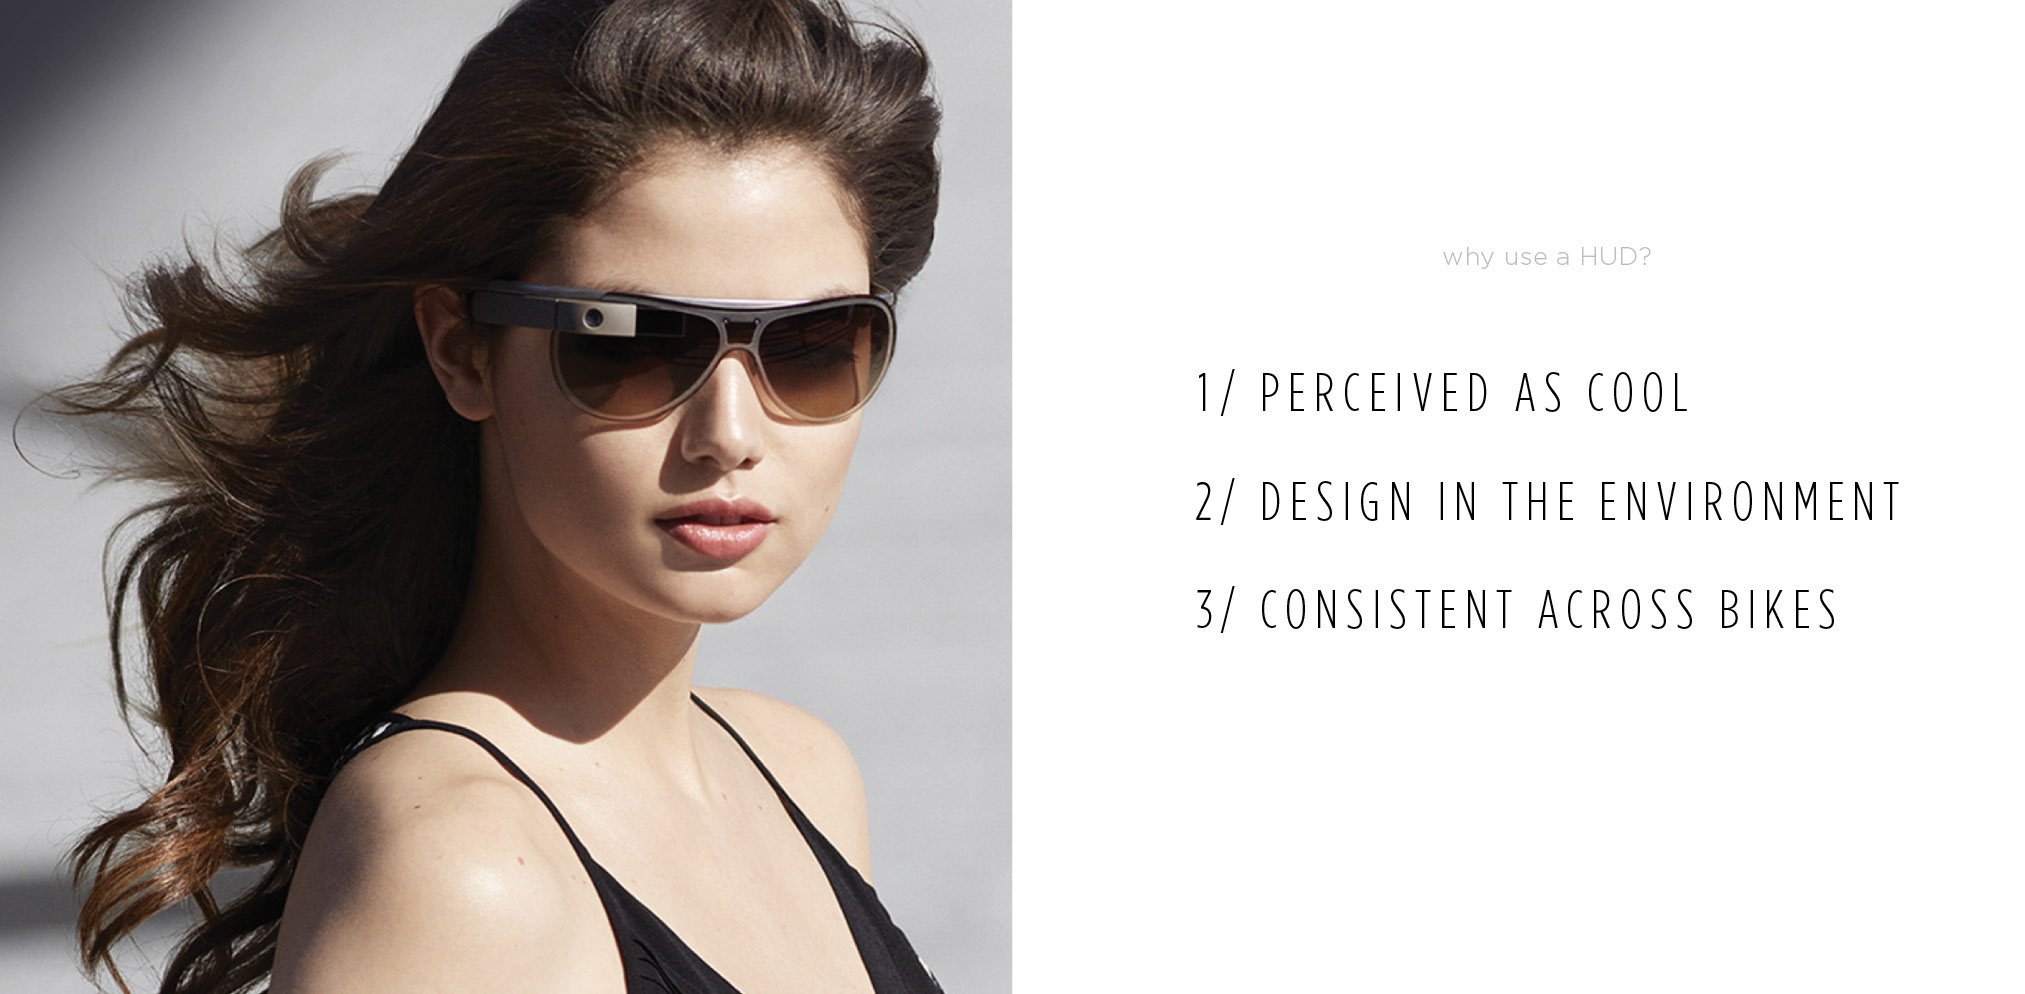 why use a HUD?
1/ PERCEIVED AS COOL
2/ DESIGN IN THE ENVIRONMENT
3/ CONSISTENT ACROSS BIKES